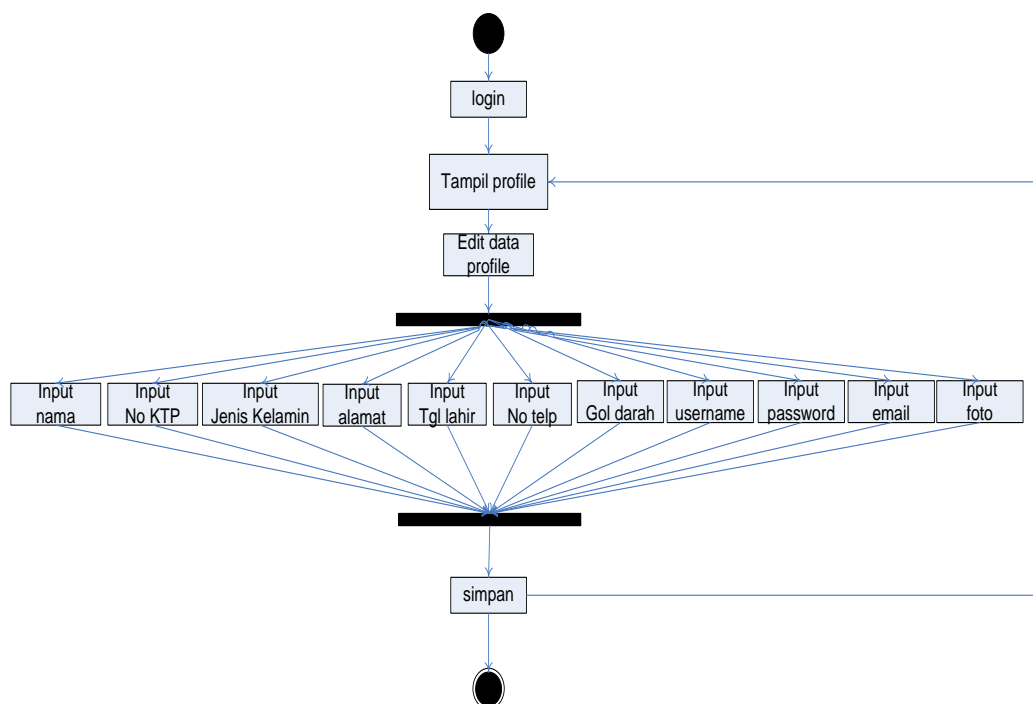 login
Tampil profile
Edit data
profile
Input
nama
Input
No KTP
Input
Jenis Kelamin
Input
alamat
Input
Tgl lahir
Input
No telp
Input
Gol darah
Input
username
Input
password
Input
email
Input
foto
simpan